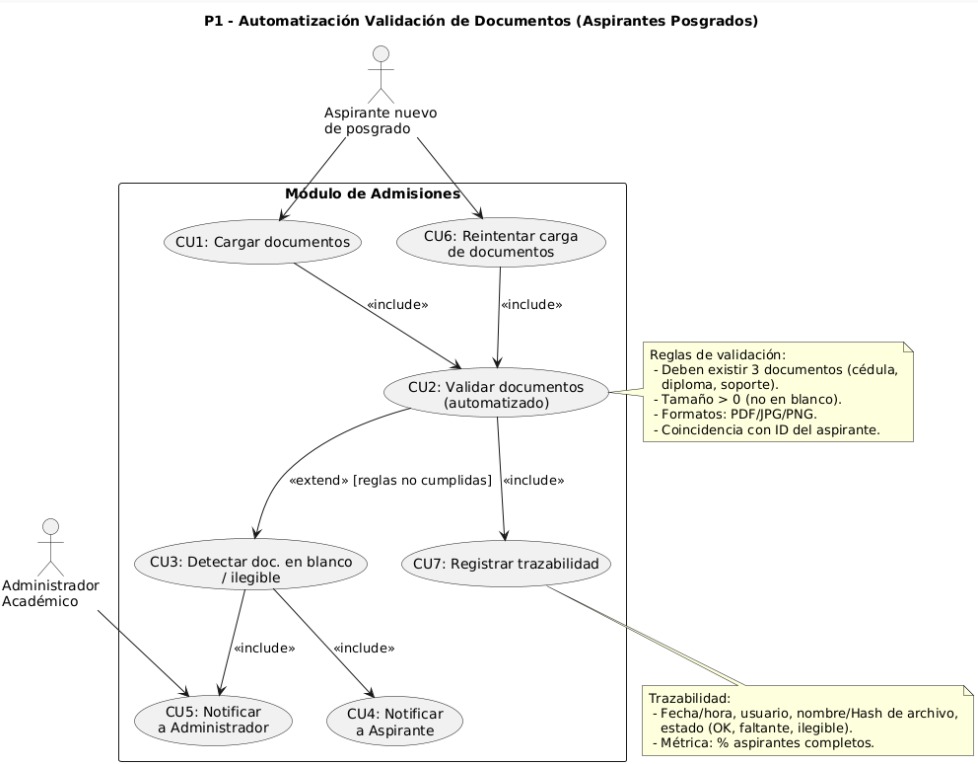 P1 - Automatización Validación de Documentos (Aspirantes Posgrados)
Aspirante nuevo
de posgrado
Módulo de Admisiones
CU1: Cargar documentos
CU6: Reintentar carga
de documentos
«include»
«include»
Reglas de validación:
- Deben existir 3 documentos (cédula,
diploma, soporte).
- Tamaño > 0 (no en blanco).
- Formatos: PDF/JPG/PNG.
- Coincidencia con ID del aspirante.
CU2: Validar documentos
(automatizado)
«extend» [reglas no cumplidas]
«include»
Administrador
Académico
CU3: Detectar doc. en blanco
/ ilegible
CU7: Registrar trazabilidad
«include»
«include»
CU5: Notificar
a Administrador
CU4: Notificar
a Aspirante
Trazabilidad:
- Fecha/hora, usuario, nombre/Hash de archivo,
estado (OK, faltante, ilegible).
- Métrica: % aspirantes completos.